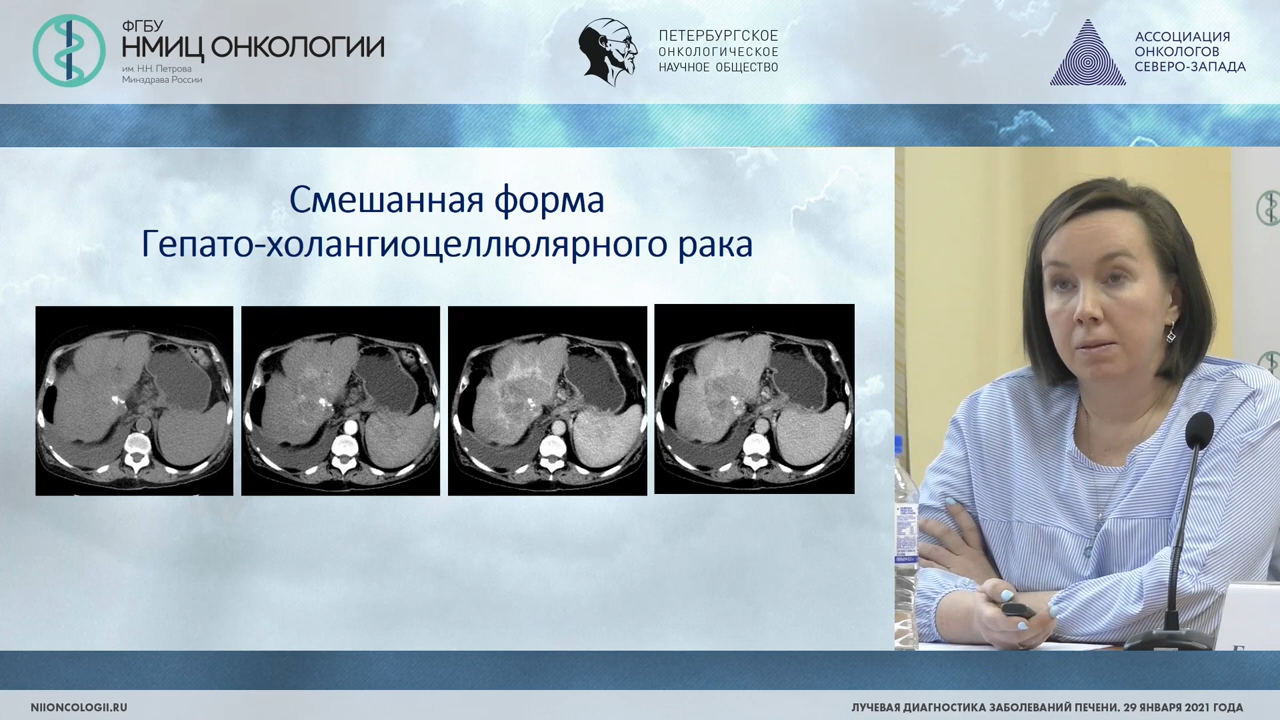 ФГБУ
НМИЦ ОНКОЛОГИИ
им. Н.Н. Петрова
Минздрава России
ПЕТЕРБУРГСКОЕ
ОНКОЛОГИЧЕСКОЕ
НАУЧНОЕ ОБЩЕСТВО
АССОЦИАЦИЯ
ОНКОЛОГОВ
СЕВЕРО-ЗАПАДА
Смешанная форма
Гепато-холангиоцеллюлярного рака
NIIONCOLOGII.RU
ЛУЧЕВАЯ ДИАГНОСТИКА ЗАБОЛЕВАНИЙ ПЕЧЕНИ. 29 ЯНВАРЯ 2021 ГОДА